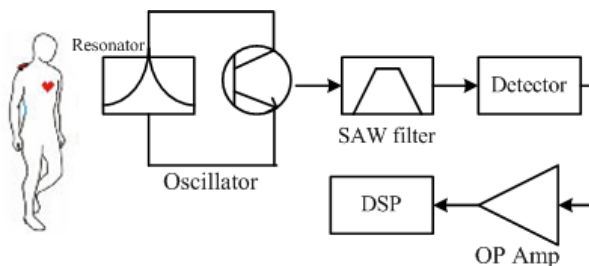 Resonator
Oscillator
SAW filter
Detector
DSP
OP Amp